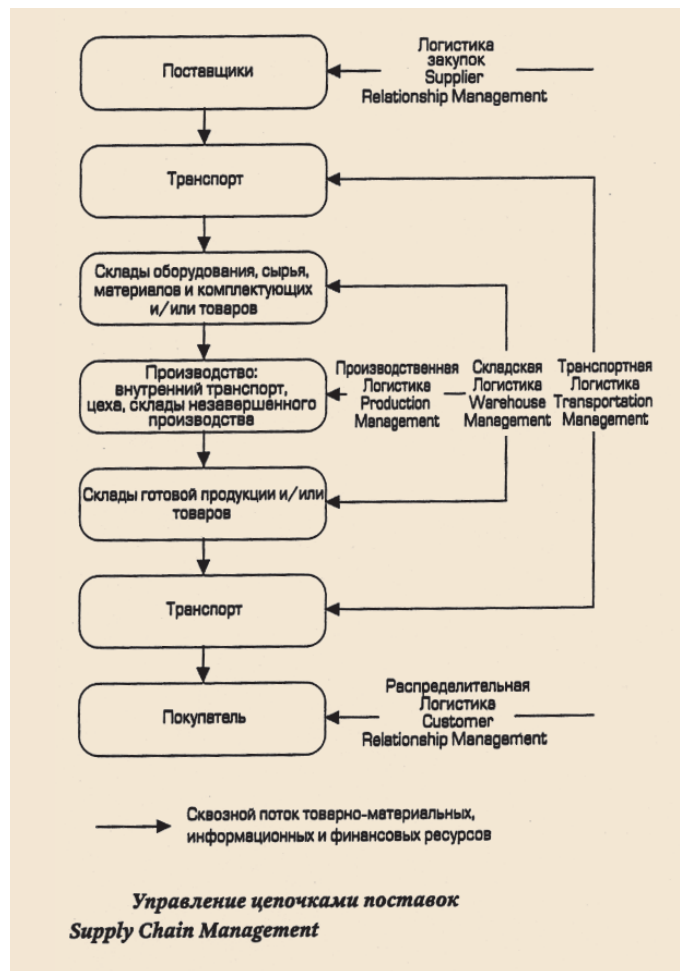 Поставщики
Логистика
закупок
Supplier
Relationship Management
Транспорт
Склады оборудования, сырья,
материалов и комплектующих
и/или товаров
Производство:
внутренний транспорт,
цеха, склады незавершенного
производства
Производственная
Логистика
Production
Management
Складская
Логистика
Warehouse
Management
Транспортная
Логистика
Transportation
Management
Склады готовой продукции и/или
товаров
Транспорт
Покупатель
Распределительная
Логистика
Customer
Relationship Management
Сквозной поток товарно-материальных,
информационных и финансовых ресурсов
Управление цепочками поставок
Supply Chain Management